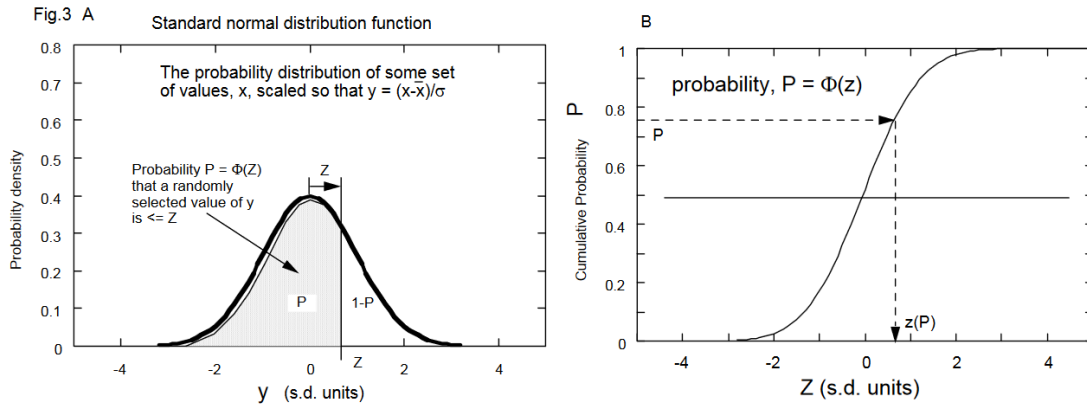 Fig.3 A
Standard normal distribution function
0.8
0.7
0.6
0.5
0.4
0.3
0.2
0.1
0
Probability density
The probability distribution of some set
of values, x, scaled so that y = (x-x̄)/σ
Probability P = Φ(Z)
that a randomly
selected value of y
is <= Z
Z
P
1-P
Z
-4
-2
0
2
4
y (s.d. units)
B
1
0.8
0.6
0.4
0.2
0
Cumulative Probability P
probability, P = Φ(z)
P
z(P)
-4
-2
0
2
4
Z (s.d. units)